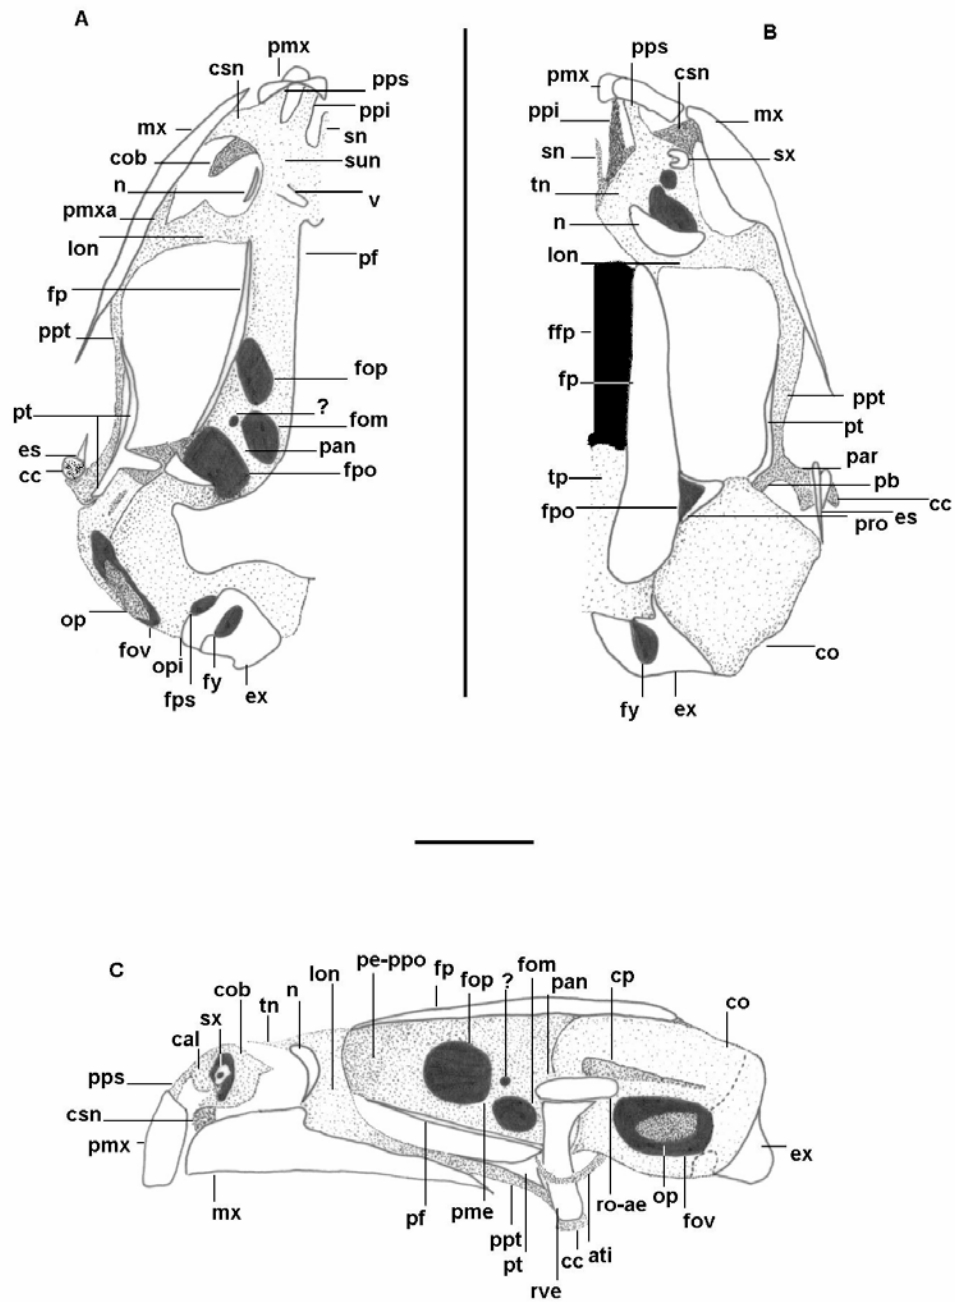 A
pmx
csn
pps
ppi
mx
sn
cob
sun
n
v
pmxa
lon
pf
fp
ppt
fop
pt
?
fom
es
pan
cc
fpo
op
fov
opi
fy
fps
ex
B
pps
pmx
csn
ppi
mx
sn
sx
tn
n
lon
ffp
fp
ppt
pt
par
tp
pb
cc
fpo
es
pro
co
fy
ex
C
pe-ppo
fp
fom
lon
fop
?
pan
cp
cob
n
tn
co
sx
cal
pps
csn
pmx
ex
op
ro-ae
mx
pf
pme
fov
ppt
cc
ati
pt
rve